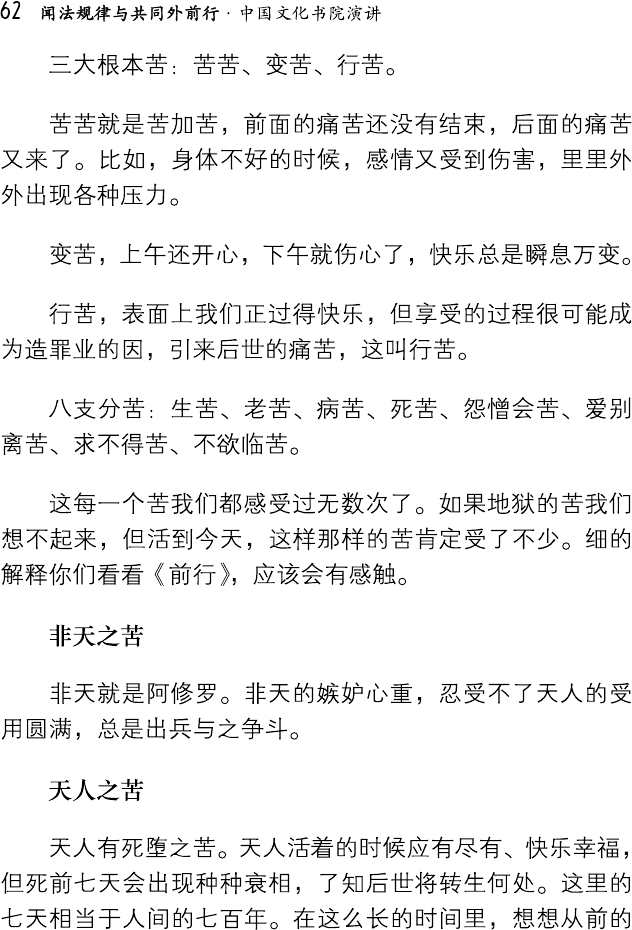 62 闻法规律与共同外前行·中国文化书院演讲
三大根本苦：苦苦、变苦、行苦。
苦苦就是苦加苦，前面的痛苦还没有结束，后面的痛苦
又来了。比如，身体不好的时候，感情又受到伤害，里里外
外出现各种压力。
变苦，上午还开心，下午就伤心了，快乐总是瞬息万变。
行苦，表面上我们正过得快乐，但享受的过程很可能成
为造罪业的因，引来后世的痛苦，这叫行苦。
八支分苦：生苦、老苦、病苦、死苦、怨憎会苦、爱别
离苦、求不得苦、不欲临苦。
这每一个苦我们都感受过无数次了。如果地狱的苦我们
想不起来，但活到今天，这样那样的苦肯定受了不少。细的
解释你们看看《前行》，应该会有感触。
非天之苦
非天就是阿修罗。非天的嫉妒心重，忍受不了天人的受
用圆满，总是出兵与之争斗。
天人之苦
天人有死堕之苦。天人活着的时候应有尽有、快乐幸福，
但死前七天会出现种种衰相，了知后世将转生何处。这里的
七天相当于人间的七百年。在这么长的时间里，想想从前的